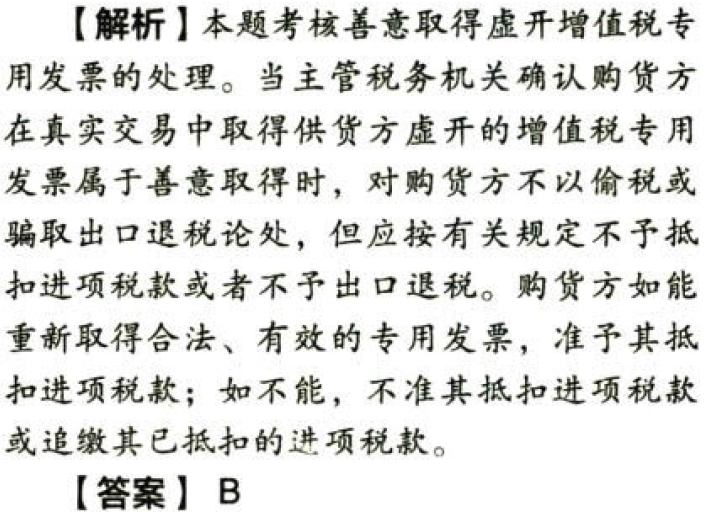 【解析】本题考核善意取得虚开增值税专
用发票的处理。当主管税务机关确认购货方
在真实交易中取得供货方虚开的增值税专用
发票属于善意取得时，对购货方不以偷税或
骗取出口退税论处，但应按有关规定不予抵
扣进项税款或者不予出口退税。购货方如能
重新取得合法、有效的专用发票，准予其抵
扣进项税款；如不能，不准其抵扣进项税款
或追缴其已抵扣的进项税款。
【答案】 B